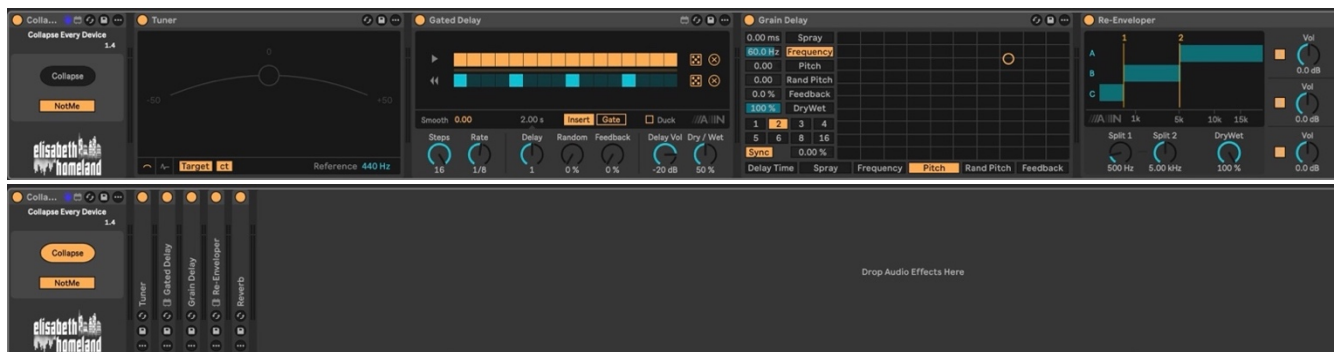 Colla...
Collapse Every Device
1.4
Collapse
NotMe
elisabeth
homeland
Tuner
0
-50
+50
Target ct
Reference 440 Hz
Gated Delay
Smooth 0.00
2.00 s
Insert Gate
Duck
Steps Rate Delay Random Feedback Delay Vol Dry / Wet
16 1/8 1 0 % 0 % -20 dB 50 %
Grain Delay
0.00 ms Spray
60.0 Hz Frequency
0.00 Pitch
0.00 Rand Pitch
0.0 % Feedback
100 % DryWet
1 2 3 4
5 6 8 16
Sync 0.00 %
Delay Time Spray Frequency Pitch Rand Pitch Feedback
Re-Enveloper
1 2
A
B
C
1k 5k 10k 15k
Split 1 Split 2 DryWet
500 Hz 5.00 kHz 100 %
Vol
0.0 dB
Vol
0.0 dB
Vol
0.0 dB
Colla...
Collapse Every Device
1.4
Collapse
NotMe
elisabeth
homeland
Tuner
Gated Delay
Grain Delay
Re-Enveloper
Reverb
Drop Audio Effects Here